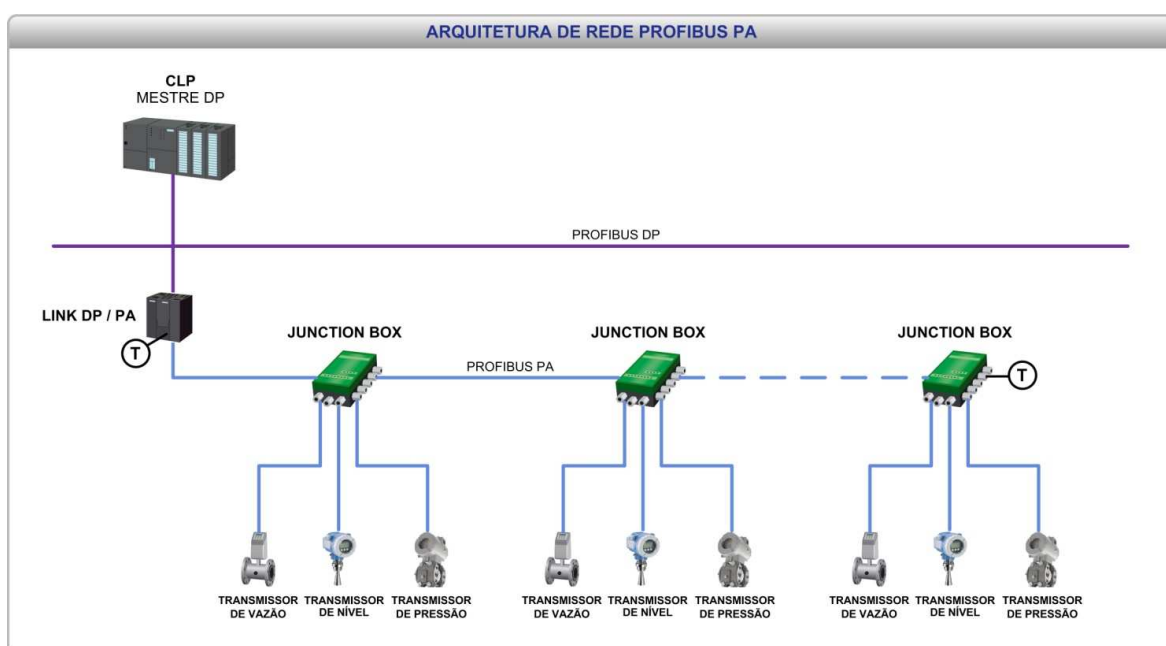 ARQUITETURA DE REDE PROFIBUS PA
CLP
MESTRE DP
PROFIBUS DP
LINK DP / PA
T
JUNCTION BOX
JUNCTION BOX
JUNCTION BOX
PROFIBUS PA
T
TRANSMISSOR
DE VAZÃO
TRANSMISSOR
DE NÍVEL
TRANSMISSOR
DE PRESSÃO
TRANSMISSOR
DE VAZÃO
TRANSMISSOR
DE NÍVEL
TRANSMISSOR
DE PRESSÃO
TRANSMISSOR
DE VAZÃO
TRANSMISSOR
DE NÍVEL
TRANSMISSOR
DE PRESSÃO